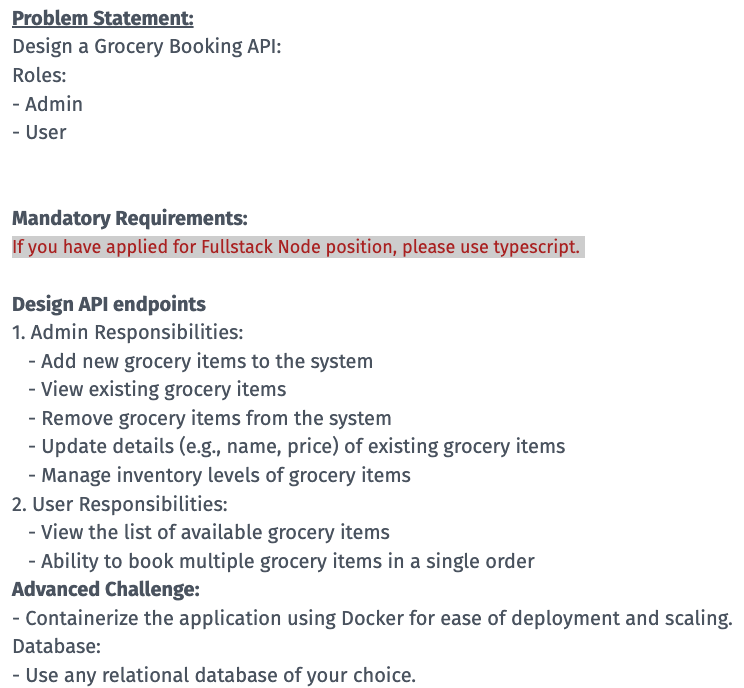 Problem Statement:
Design a Grocery Booking API:
Roles:
- Admin
- User
Mandatory Requirements:
If you have applied for Fullstack Node position, please use typescript.
Design API endpoints
1. Admin Responsibilities:
- Add new grocery items to the system
- View existing grocery items
- Remove grocery items from the system
- Update details (e.g., name, price) of existing grocery items
- Manage inventory levels of grocery items
2. User Responsibilities:
- View the list of available grocery items
- Ability to book multiple grocery items in a single order
Advanced Challenge:
- Containerize the application using Docker for ease of deployment and scaling.
Database:
- Use any relational database of your choice.